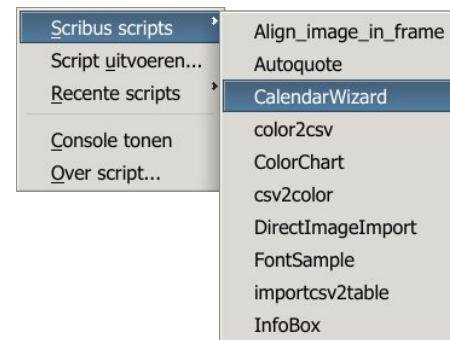 Scribus scripts
Script uitvoeren...
Recente scripts
Console tonen
Over script...
Align_image_in_frame
Autoquote
CalendarWizard
color2csv
ColorChart
csv2color
DirectImageImport
FontSample
importcsv2table
InfoBox